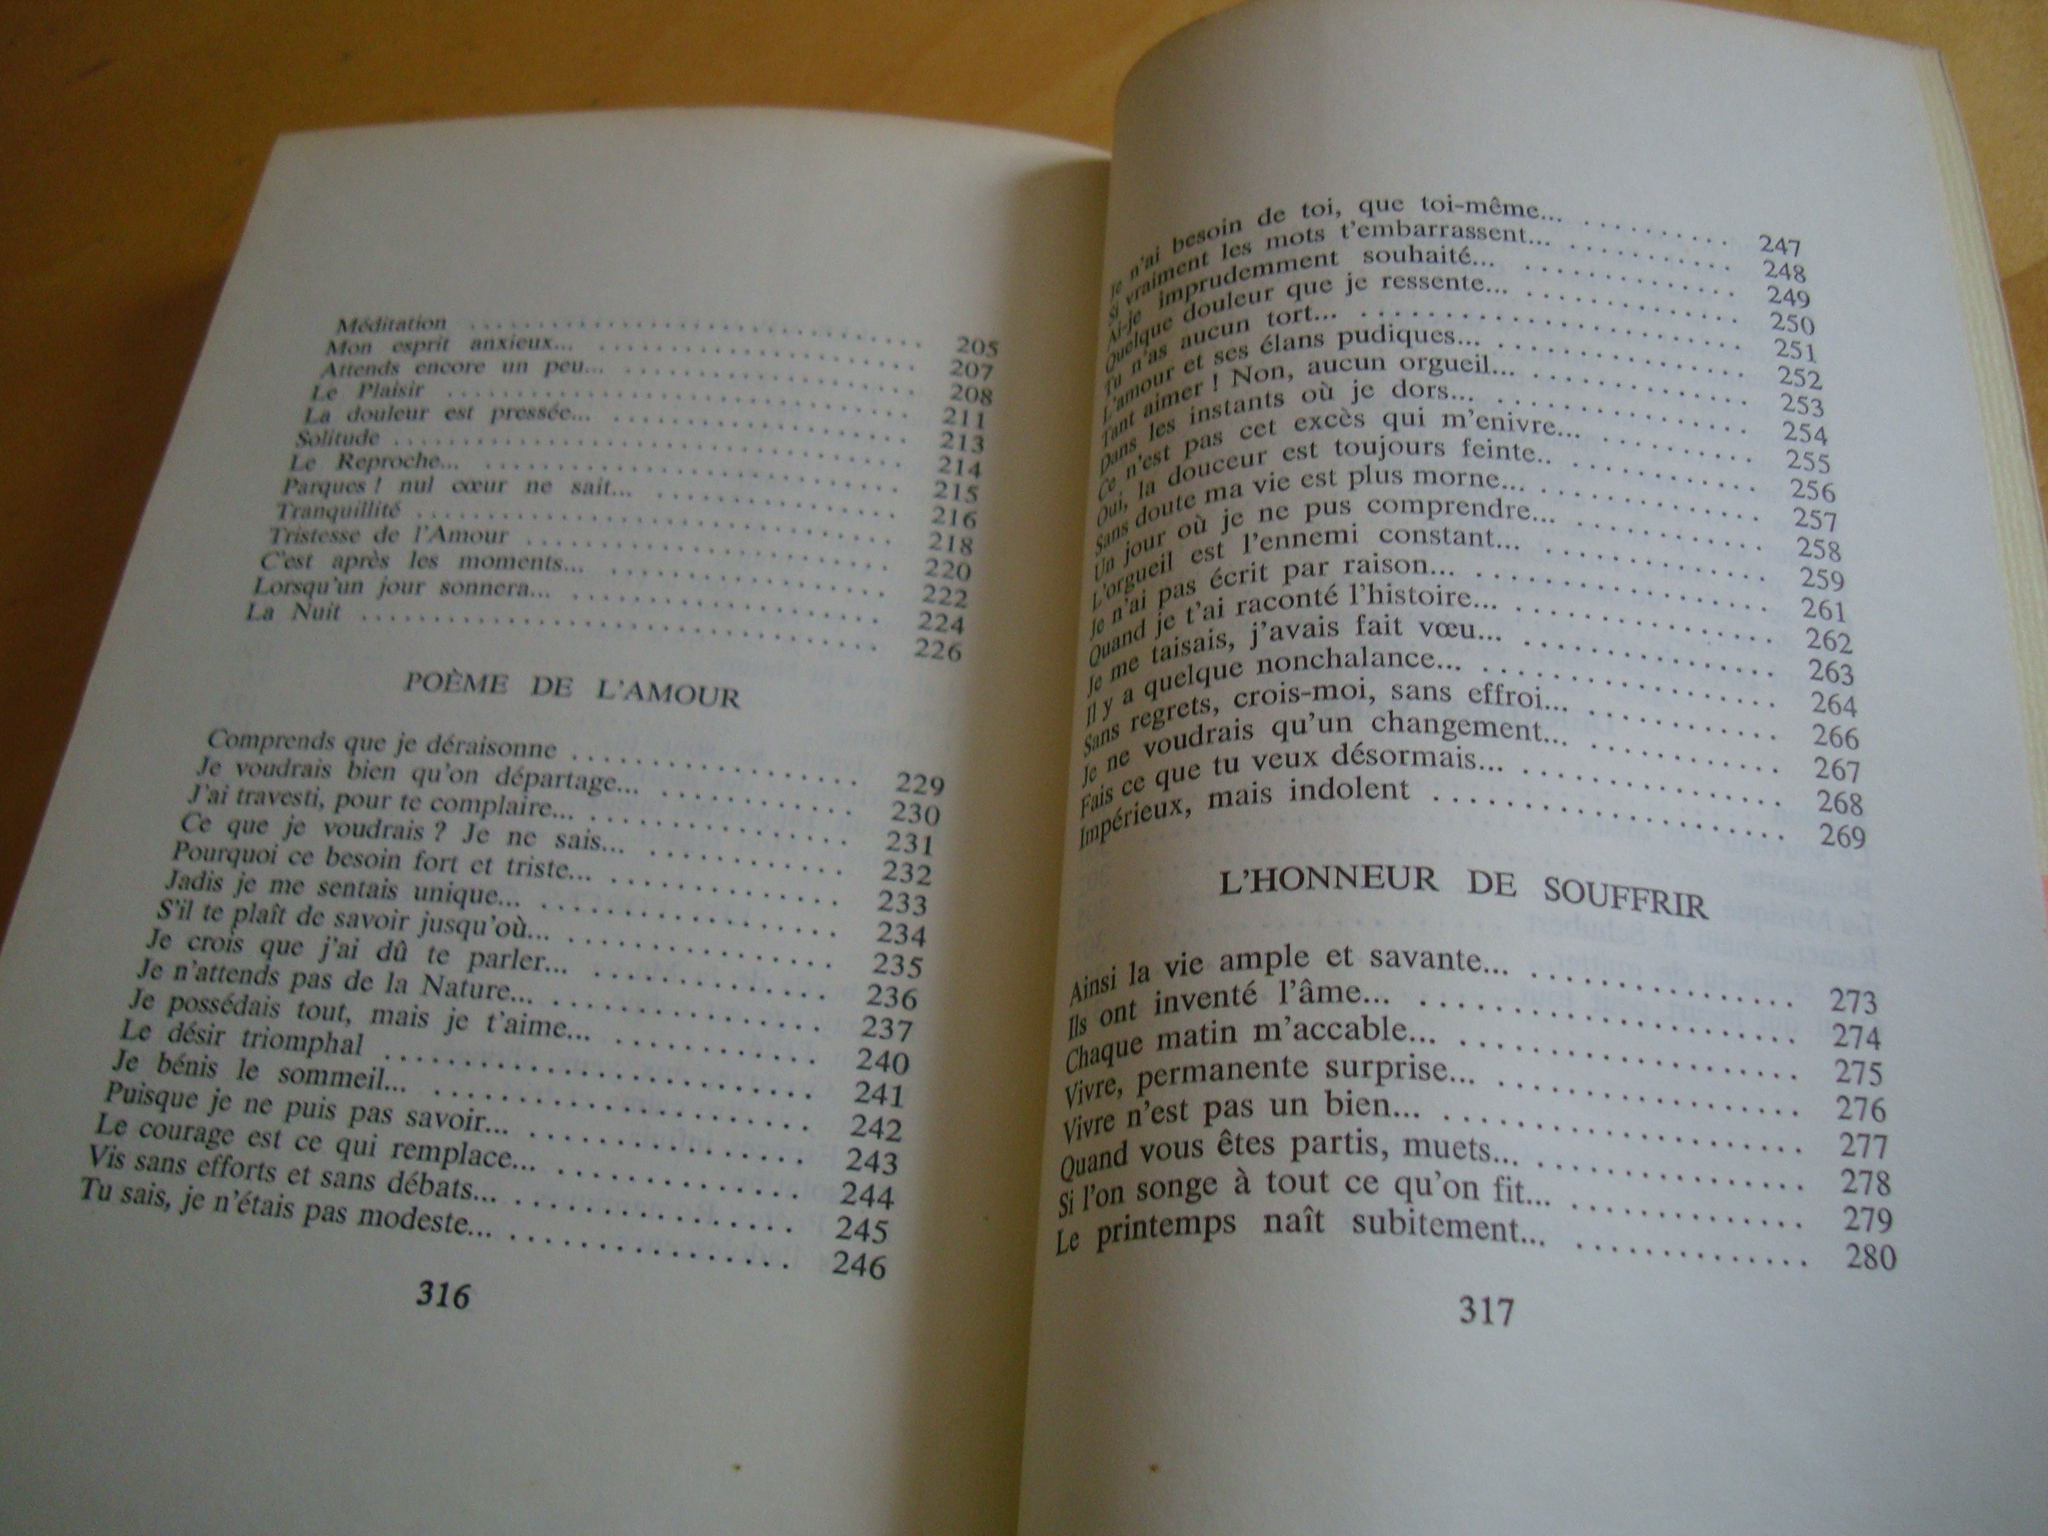 Méditation ........ 205
Mon esprit anxieux... ........ 207
Attends encore un peu... ........ 208
Le Plaisir ........ 211
La douleur est pressée... ........ 213
Solitude ........ 214
Le Reproche... ........ 215
Parques ! nul cœur ne sait... ........ 216
Tranquillité ........ 218
Tristesse de l'Amour ........ 220
C'est après les moments... ........ 222
Lorsqu'un jour sonnera... ........ 224
La Nuit ........ 226
POÈME DE L'AMOUR
Comprends que je déraisonne ........ 229
Je voudrais bien qu'on départage... ........ 230
J'ai travesti, pour te complaire... ........ 231
Ce que je voudrais ? Je ne sais... ........ 232
Pourquoi ce besoin fort et triste... ........ 233
Jadis je me sentais unique... ........ 234
S'il te plaît de savoir jusqu'où... ........ 235
Je crois que j'ai dû te parler... ........ 236
Je n'attends pas de la Nature... ........ 237
Je possédais tout, mais je t'aime... ........ 240
Le désir triomphal ........ 241
Je bénis le sommeil... ........ 242
Puisque je ne puis pas savoir... ........ 243
Le courage est ce qui remplace... ........ 244
Vis sans efforts et sans débats... ........ 245
Tu sais, je n'étais pas modeste... ........ 246
316
Je n'ai besoin de toi, que toi-même... ........ 247
Si vraiment les mots t'embarrassent... ........ 248
Ai-je imprudemment souhaité... ........ 249
Quelque douleur que je ressente... ........ 250
Tu n'as aucun tort... ........ 251
L'amour et ses élans pudiques... ........ 252
Tant aimer ! Non, aucun orgueil... ........ 253
Dans les instants où je dors... ........ 254
Ce n'est pas cet excès qui m'enivre... ........ 255
Oui, la douceur est toujours feinte.. ........ 256
Sans doute ma vie est plus morne... ........ 257
Un jour où je ne pus comprendre... ........ 258
L'orgueil est l'ennemi constant... ........ 259
Je n'ai pas écrit par raison... ........ 261
Quand je t'ai raconté l'histoire... ........ 262
Je me taisais, j'avais fait vœu... ........ 263
Il y a quelque nonchalance... ........ 264
Sans regrets, crois-moi, sans effroi... ........ 266
Je ne voudrais qu'un changement... ........ 267
Fais ce que tu veux désormais... ........ 268
Impérieux, mais indolent ........ 269
L'HONNEUR DE SOUFFRIR
Ainsi la vie ample et savante... ........ 273
Ils ont inventé l'âme... ........ 274
Chaque matin m'accable... ........ 275
Vivre, permanente surprise... ........ 276
Vivre n'est pas un bien... ........ 277
Quand vous êtes partis, muets... ........ 278
Si l'on songe à tout ce qu'on fit... ........ 279
Le printemps naît subitement... ........ 280
317